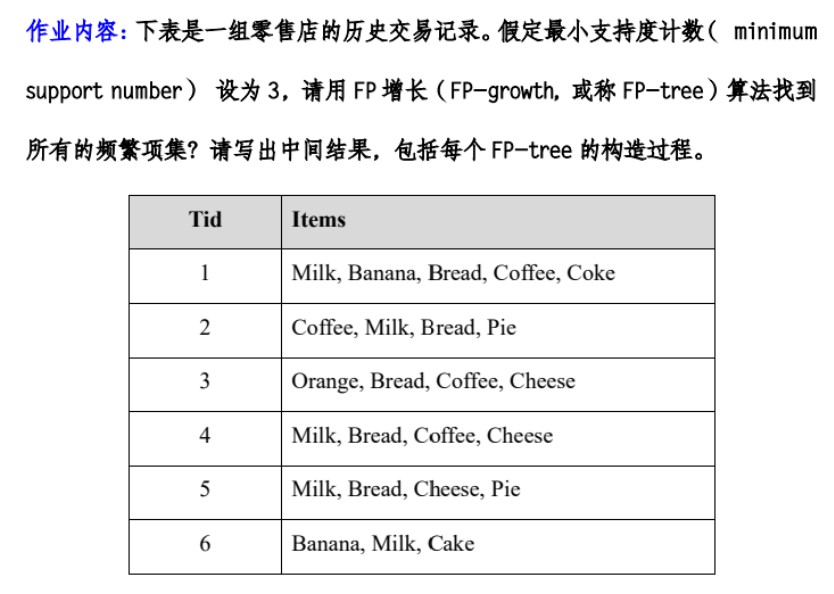 作业内容：下表是一组零售店的历史交易记录。假定最小支持度计数( minimum
support number) 设为 3，请用 FP 增长（FP-growth, 或称 FP-tree）算法找到
所有的频繁项集？请写出中间结果，包括每个 FP-tree 的构造过程。
Tid Items
1 Milk, Banana, Bread, Coffee, Coke
2 Coffee, Milk, Bread, Pie
3 Orange, Bread, Coffee, Cheese
4 Milk, Bread, Coffee, Cheese
5 Milk, Bread, Cheese, Pie
6 Banana, Milk, Cake